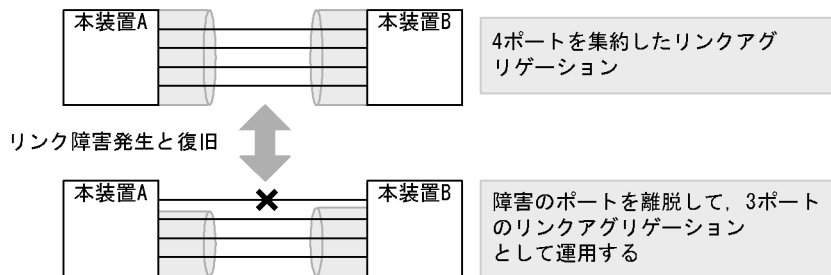 本装置A
本装置B
4ポートを集約したリンクアグ
リゲーション
リンク障害発生と復旧
本装置A
本装置B
障害のポートを離脱して，3ポート
のリンクアグリゲーション
として運用する